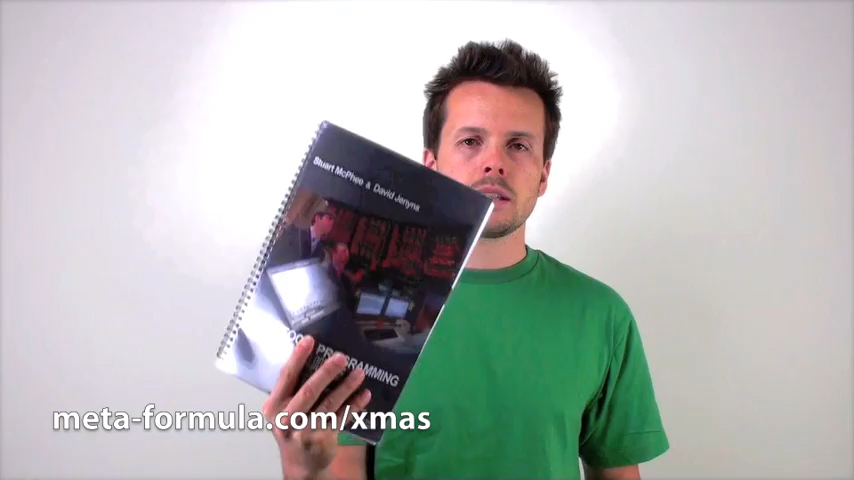 Stuart McPhee & David Jenyns
PROGRAMMING
meta-formula.com/xmas